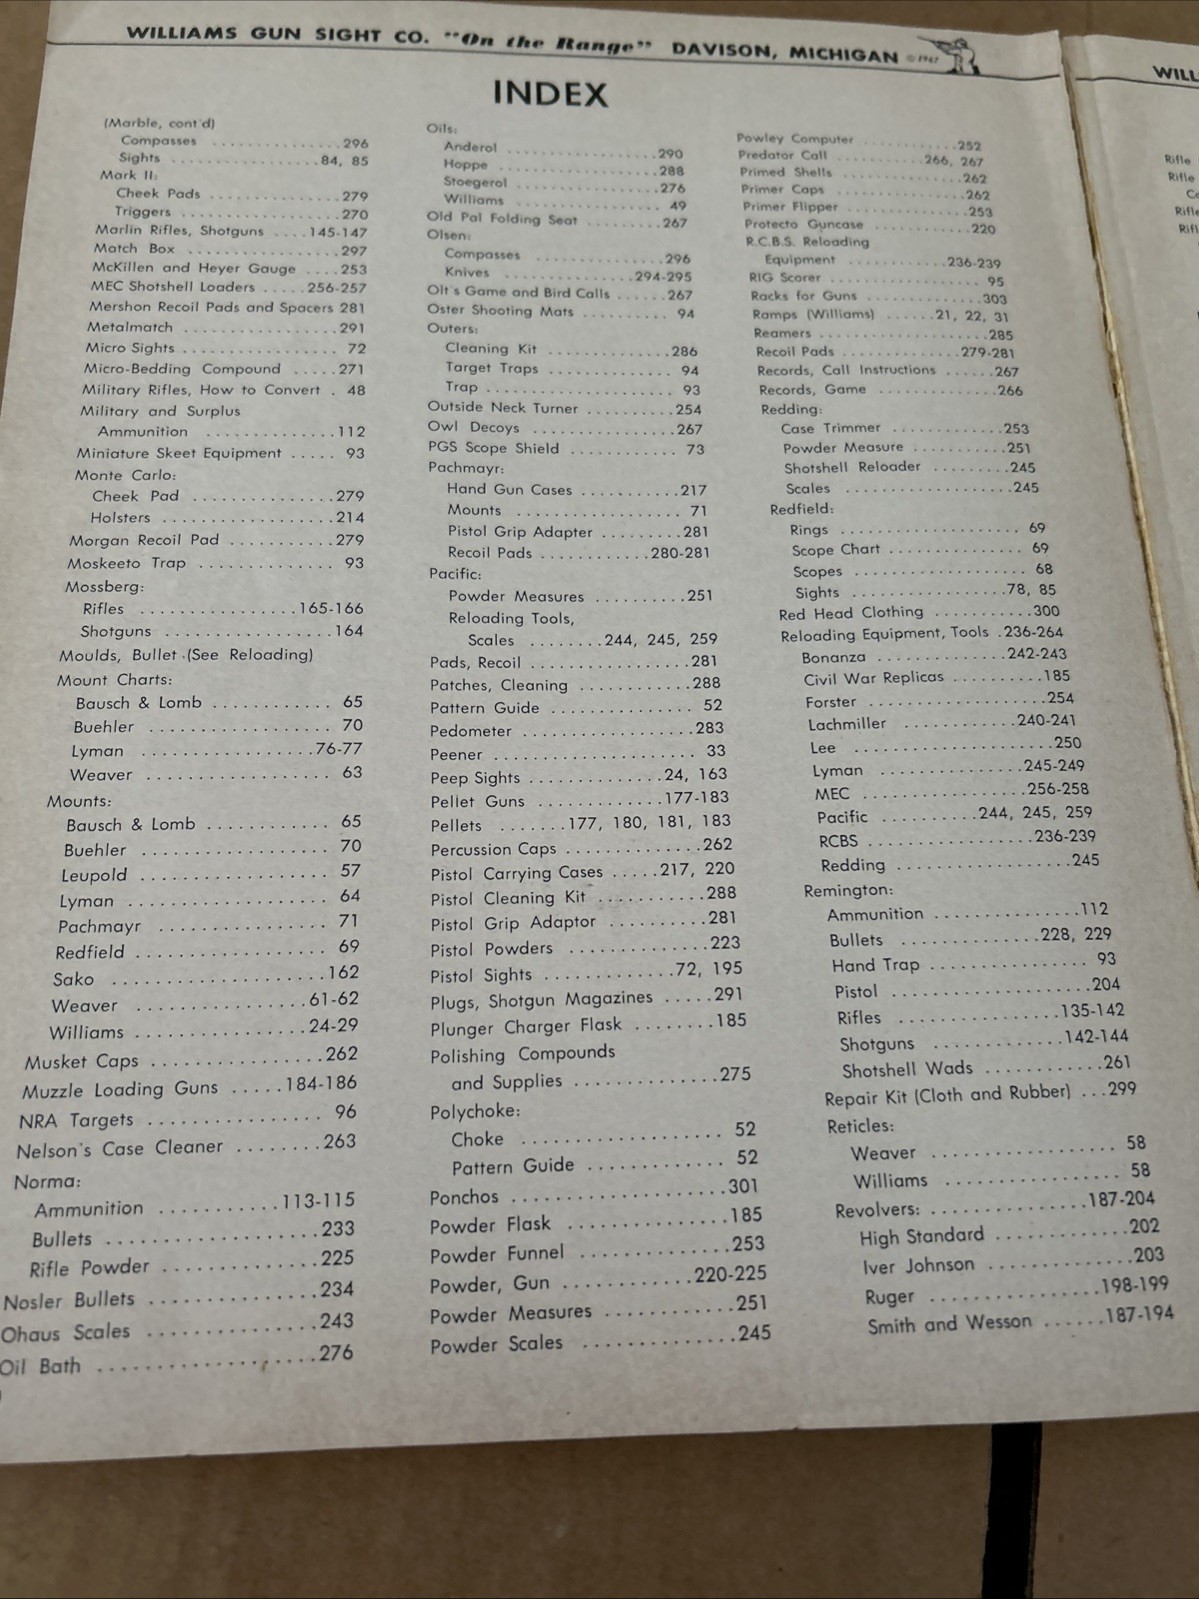 WILLIAMS GUN SIGHT CO. "On the Range" DAVISON, MICHIGAN ©1967
INDEX
(Marble, cont'd)
Compasses ............... 296
Sights ............... 84, 85
Mark II:
Cheek Pads ............... 279
Triggers ............... 270
Marlin Rifles, Shotguns .... 145-147
Match Box ............... 297
McKillen and Heyer Gauge .... 253
MEC Shotshell Loaders ..... 256-257
Mershon Recoil Pads and Spacers 281
Metalmatch ............... 291
Micro Sights ............... 72
Micro-Bedding Compound ..... 271
Military Rifles, How to Convert . 48
Military and Surplus
Ammunition ............. 112
Miniature Skeet Equipment ..... 93
Monte Carlo:
Cheek Pad ............... 279
Holsters ............... 214
Morgan Recoil Pad ........... 279
Moskeeto Trap .............. 93
Mossberg:
Rifles ............... 165-166
Shotguns ............... 164
Moulds, Bullet (See Reloading)
Mount Charts:
Bausch & Lomb ............ 65
Buehler ............... 70
Lyman ............... 76-77
Weaver ............... 63
Mounts:
Bausch & Lomb ............ 65
Buehler ............... 70
Leupold ............... 57
Lyman ............... 64
Pachmayr ............... 71
Redfield ............... 69
Sako ............... 162
Weaver ............... 61-62
Williams ............... 24-29
Musket Caps ............... 262
Muzzle Loading Guns ..... 184-186
NRA Targets ............... 96
Nelson's Case Cleaner ........ 263
Norma:
Ammunition ........... 113-115
Bullets ............... 233
Rifle Powder ............... 225
Nosler Bullets ............... 234
Ohaus Scales ............... 243
Oil Bath ............... 276
Oils:
Anderol ............... 290
Hoppe ............... 288
Stoegerol ............... 276
Williams ............... 49
Old Pal Folding Seat ......... 267
Olsen:
Compasses ............... 296
Knives ............... 294-295
Olt's Game and Bird Calls ...... 267
Oster Shooting Mats .......... 94
Outers:
Cleaning Kit ............... 286
Target Traps ............... 94
Trap ............... 93
Outside Neck Turner .......... 254
Owl Decoys ............... 267
PGS Scope Shield ............ 73
Pachmayr:
Hand Gun Cases ........... 217
Mounts ............... 71
Pistol Grip Adapter ......... 281
Recoil Pads ........... 280-281
Pacific:
Powder Measures .......... 251
Reloading Tools,
Scales ........ 244, 245, 259
Pads, Recoil ............... 281
Patches, Cleaning ........... 288
Pattern Guide ............... 52
Pedometer ............... 283
Peener ............... 33
Peep Sights ............. 24, 163
Pellet Guns ............ 177-183
Pellets ....... 177, 180, 181, 183
Percussion Caps ............. 262
Pistol Carrying Cases ..... 217, 220
Pistol Cleaning Kit ........... 288
Pistol Grip Adaptor .......... 281
Pistol Powders ............... 223
Pistol Sights ............ 72, 195
Plugs, Shotgun Magazines ..... 291
Plunger Charger Flask ........ 185
Polishing Compounds
and Supplies ............. 275
Polychoke:
Choke ............... 52
Pattern Guide ............ 52
Ponchos ............... 301
Powder Flask ............... 185
Powder Funnel ............... 253
Powder, Gun ............ 220-225
Powder Measures ............ 251
Powder Scales ............. 245
Powley Computer ............ 252
Predator Call ......... 266, 267
Primed Shells ............... 262
Primer Caps ............... 262
Primer Flipper ............... 253
Protecto Guncase ............ 220
R.C.B.S. Reloading
Equipment ........... 236-239
RIG Scorer ............... 95
Racks for Guns ............... 303
Ramps (Williams) ...... 21, 22, 31
Reamers ............... 285
Recoil Pads ............ 279-281
Records, Call Instructions ...... 267
Records, Game ............... 266
Redding:
Case Trimmer ............... 253
Powder Measure ............ 251
Shotshell Reloader ......... 245
Scales ............... 245
Redfield:
Rings ............... 69
Scope Chart ............... 69
Scopes ............... 68
Sights ............... 78, 85
Red Head Clothing .......... 300
Reloading Equipment, Tools . 236-264
Bonanza ............. 242-243
Civil War Replicas .......... 185
Forster ............... 254
Lachmiller ............ 240-241
Lee ............... 250
Lyman ............... 245-249
MEC ............... 256-258
Pacific .......... 244, 245, 259
RCBS ............... 236-239
Redding ............... 245
Remington:
Ammunition ............... 112
Bullets ............. 228, 229
Hand Trap ............... 93
Pistol ............... 204
Rifles ............... 135-142
Shotguns ............. 142-144
Shotshell Wads ............ 261
Repair Kit (Cloth and Rubber) ... 299
Reticles:
Weaver ............... 58
Williams ............... 58
Revolvers: ............... 187-204
High Standard ............ 202
Iver Johnson ............... 203
Ruger ............... 198-199
Smith and Wesson ...... 187-194
WILL
Rifle
Rifle
Rifle